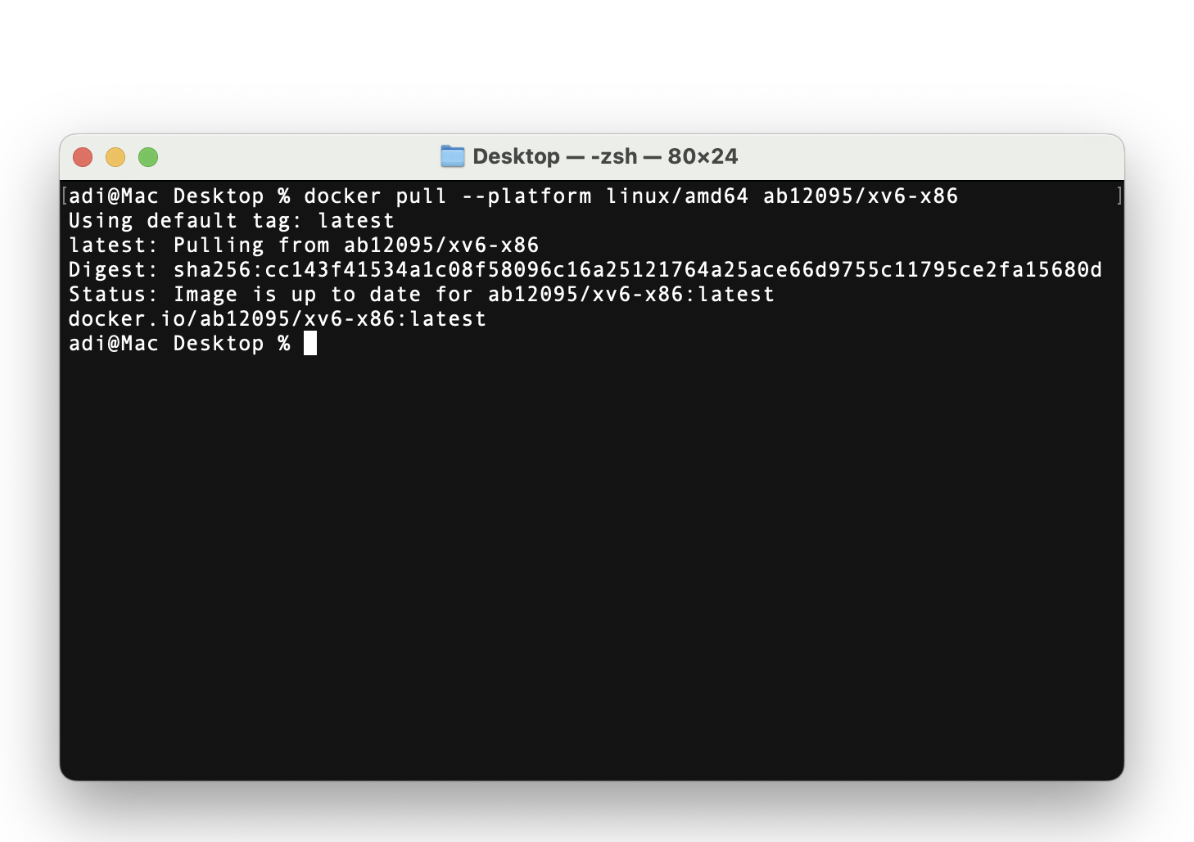 Desktop — -zsh — 80×24
[adi@Mac Desktop % docker pull --platform linux/amd64 ab12095/xv6-x86 ]
Using default tag: latest
latest: Pulling from ab12095/xv6-x86
Digest: sha256:cc143f41534a1c08f58096c16a25121764a25ace66d9755c11795ce2fa15680d
Status: Image is up to date for ab12095/xv6-x86:latest
docker.io/ab12095/xv6-x86:latest
adi@Mac Desktop %